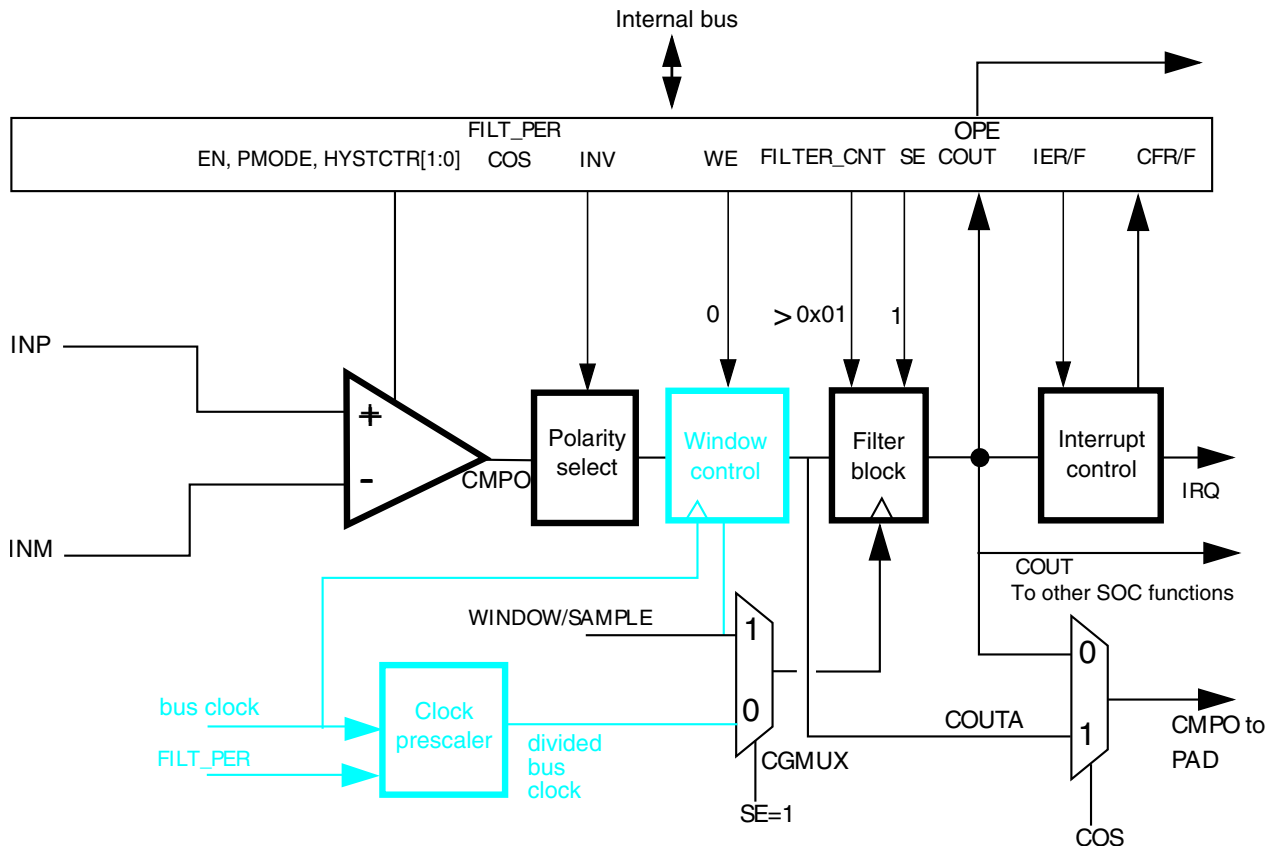 Internal bus
FILT_PER
OPE
EN, PMODE, HYSTCTR[1:0]
COS
INV
WE
FILTER_CNT
SE
COUT
IER/F
CFR/F
0
> 0x01
1
INP
+
-
INM
CMPO
Polarity
select
Window
control
Filter
block
Interrupt
control
IRQ
COUT
To other SOC functions
WINDOW/SAMPLE
1
0
CGMUX
SE=1
bus clock
FILT_PER
Clock
prescaler
divided
bus
clock
COUTA
0
1
COS
CMPO to
PAD